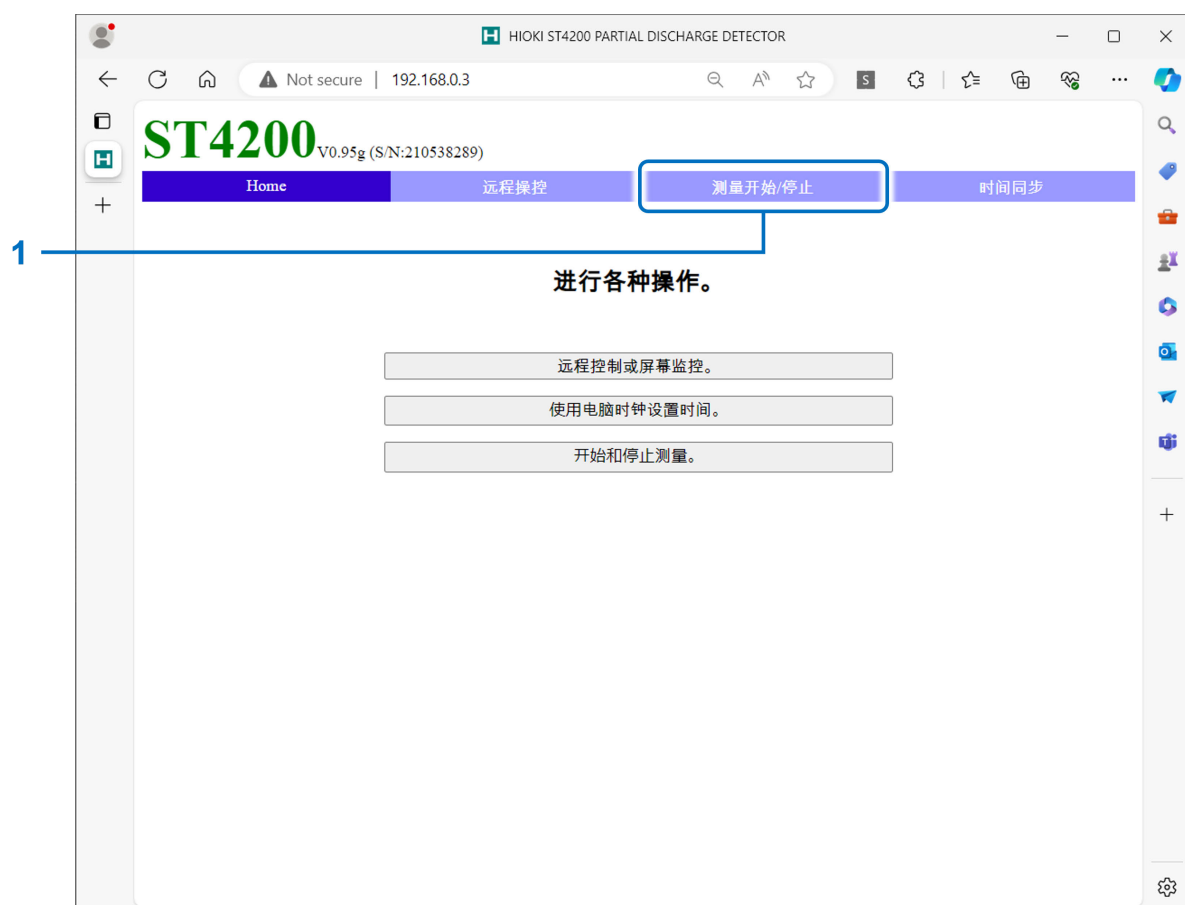 HIOKI ST4200 PARTIAL DISCHARGE DETECTOR
Not secure | 192.168.0.3
ST4200 V0.95g (S/N:210538289)
Home 远程操控 测量开始/停止 时间同步
1
进行各种操作。
远程控制或屏幕监控。
使用电脑时钟设置时间。
开始和停止测量。